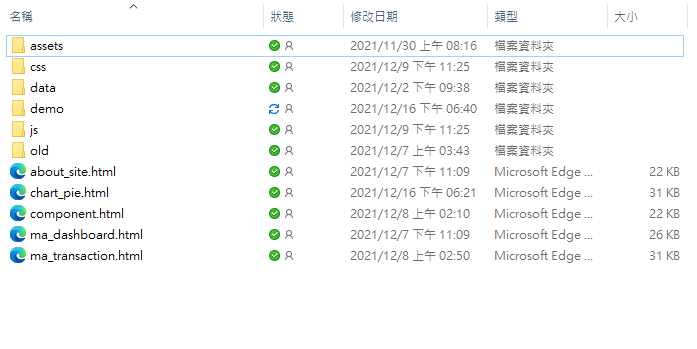 名稱 狀態 修改日期 類型 大小
assets 2021/11/30 上午 08:16 檔案資料夾
css 2021/12/9 下午 11:25 檔案資料夾
data 2021/12/2 下午 09:38 檔案資料夾
demo 2021/12/16 下午 06:40 檔案資料夾
js 2021/12/9 下午 11:25 檔案資料夾
old 2021/12/7 上午 03:43 檔案資料夾
about_site.html 2021/12/7 下午 11:09 Microsoft Edge ... 22 KB
chart_pie.html 2021/12/16 下午 06:21 Microsoft Edge ... 31 KB
component.html 2021/12/8 上午 02:10 Microsoft Edge ... 22 KB
ma_dashboard.html 2021/12/7 下午 11:09 Microsoft Edge ... 26 KB
ma_transaction.html 2021/12/8 上午 02:50 Microsoft Edge ... 31 KB